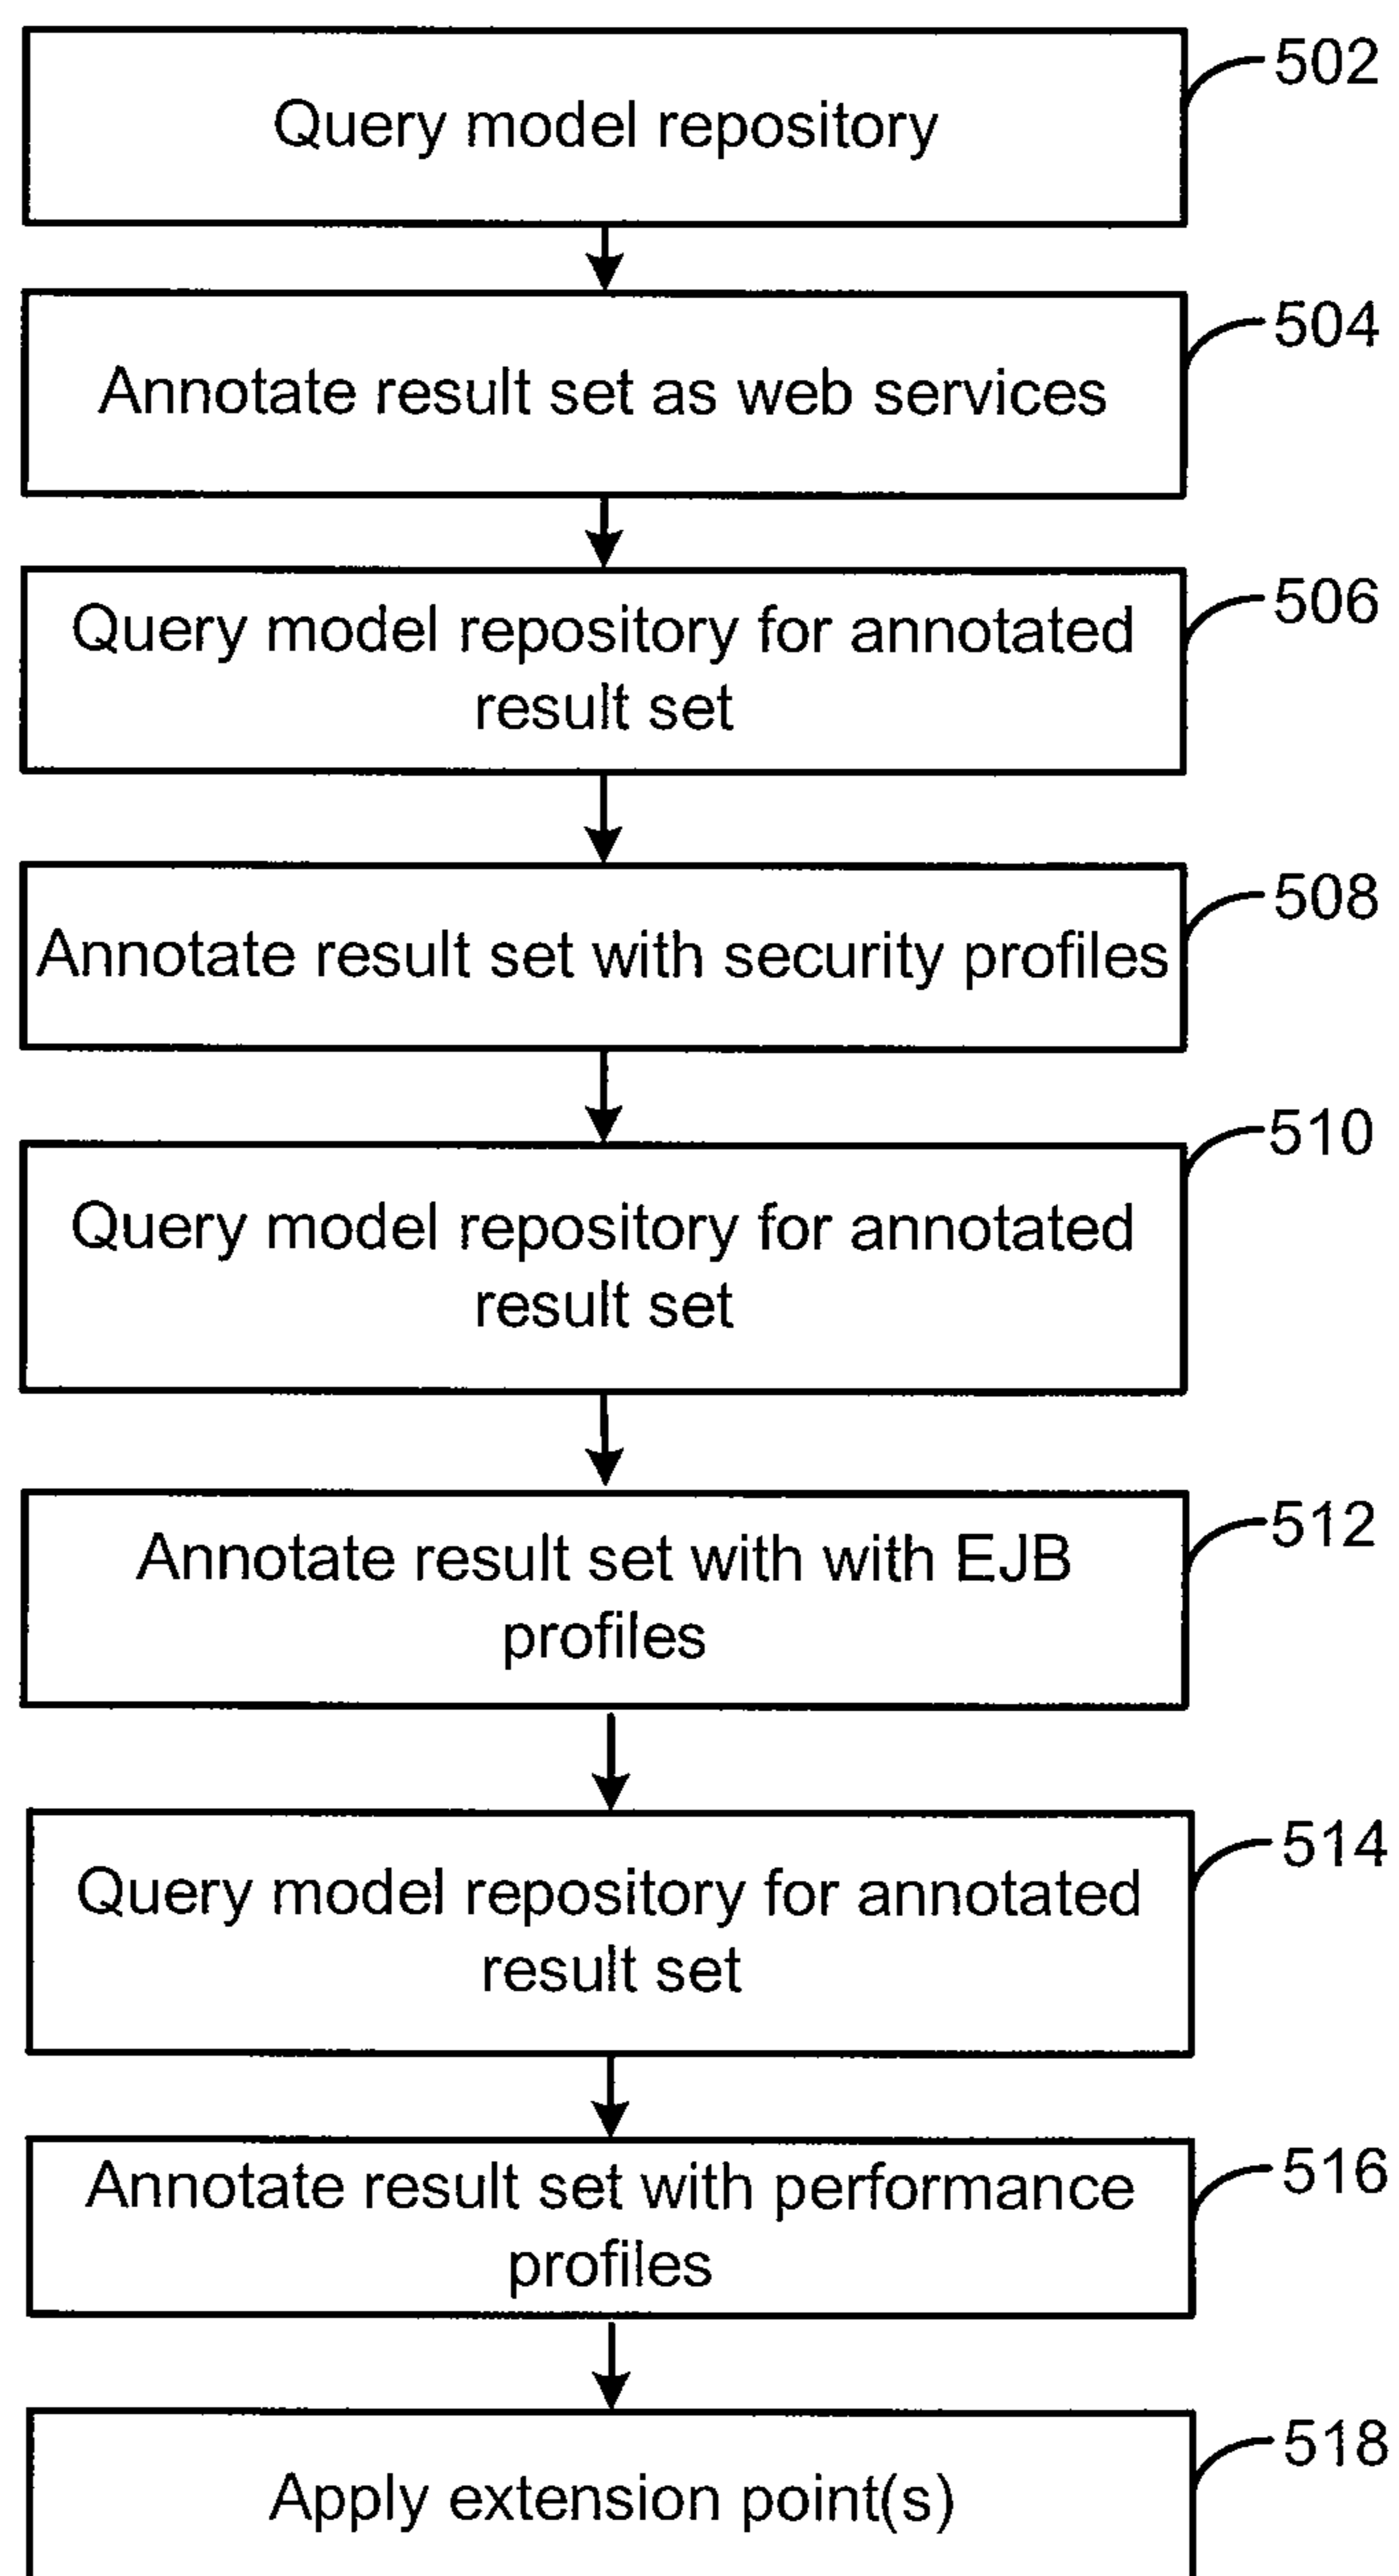 502
Query model repository
504
Annotate result set as web services
506
Query model repository for annotated
result set
508
Annotate result set with security profiles
510
Query model repository for annotated
result set
512
Annotate result set with with EJB
profiles
514
Query model repository for annotated
result set
516
Annotate result set with performance
profiles
518
Apply extension point(s)